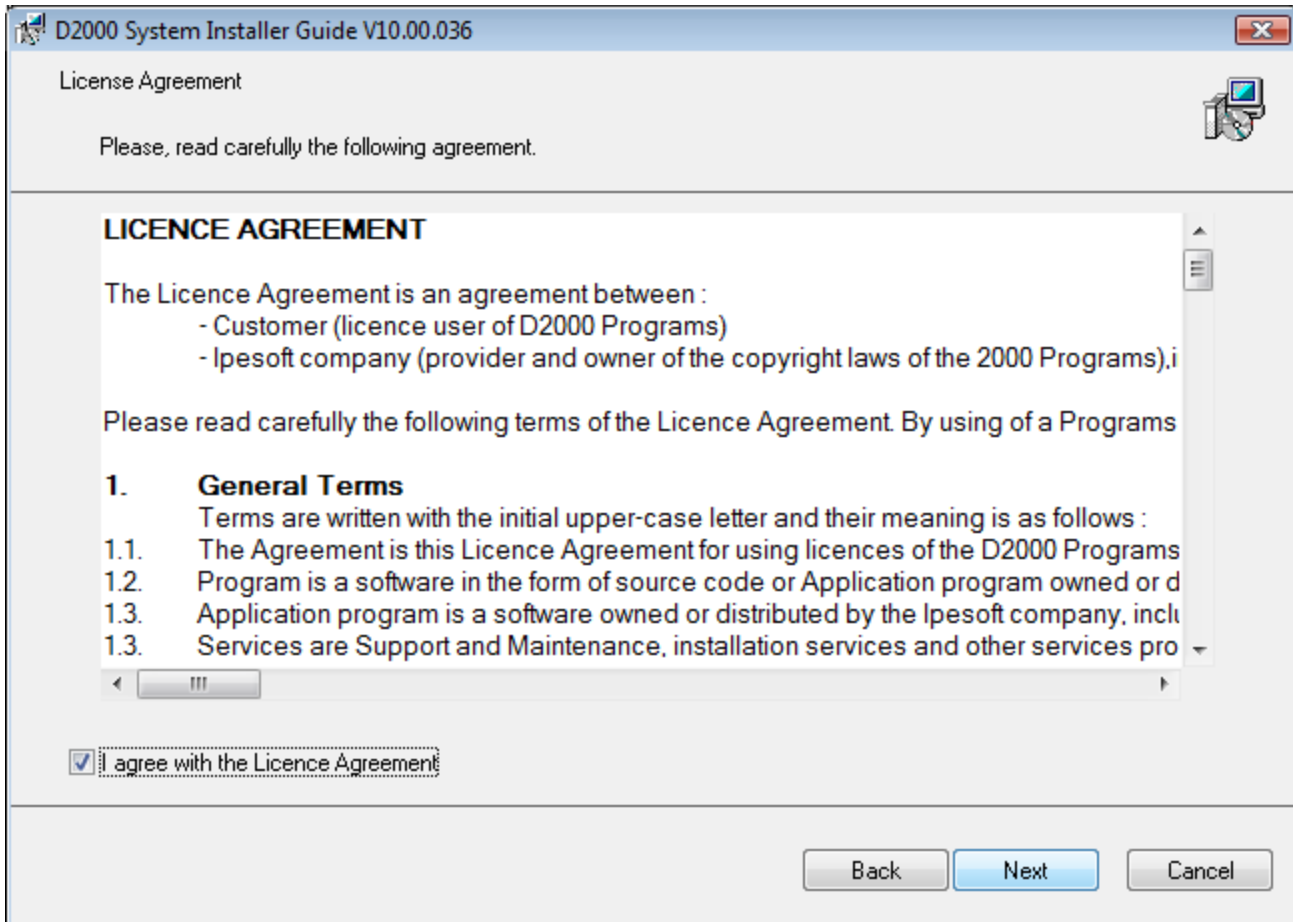 D2000 System Installer Guide V10.00.036
License Agreement
Please, read carefully the following agreement.
LICENCE AGREEMENT
The Licence Agreement is an agreement between :
- Customer (licence user of D2000 Programs)
- Ipesoft company (provider and owner of the copyright laws of the 2000 Programs),i
Please read carefully the following terms of the Licence Agreement. By using of a Programs
1. General Terms
Terms are written with the initial upper-case letter and their meaning is as follows :
1.1. The Agreement is this Licence Agreement for using licences of the D2000 Programs
1.2. Program is a software in the form of source code or Application program owned or d
1.3. Application program is a software owned or distributed by the Ipesoft company, inclu
1.3. Services are Support and Maintenance, installation services and other services pro
I agree with the Licence Agreement
Back Next Cancel